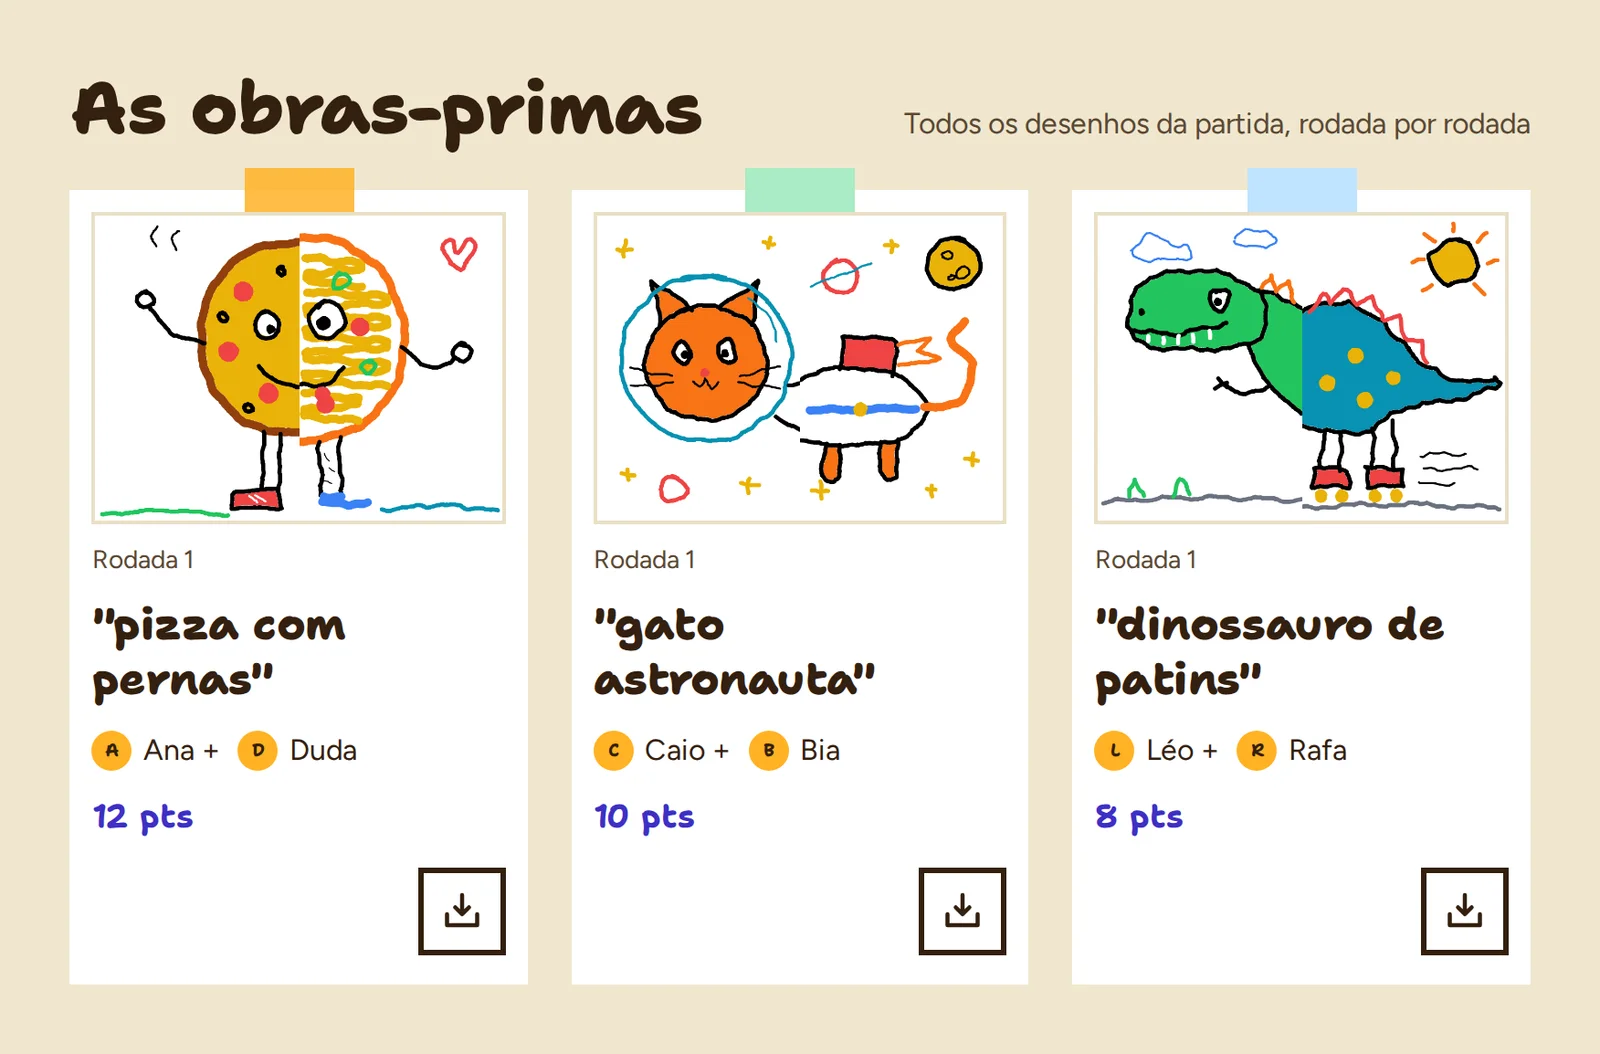 As obras-primas
Todos os desenhos da partida, rodada por rodada
Rodada 1
"pizza com
pernas"
A Ana + D Duda
12 pts
Rodada 1
"gato
astronauta"
C Caio + B Bia
10 pts
Rodada 1
"dinossauro de
patins"
L Léo + R Rafa
8 pts